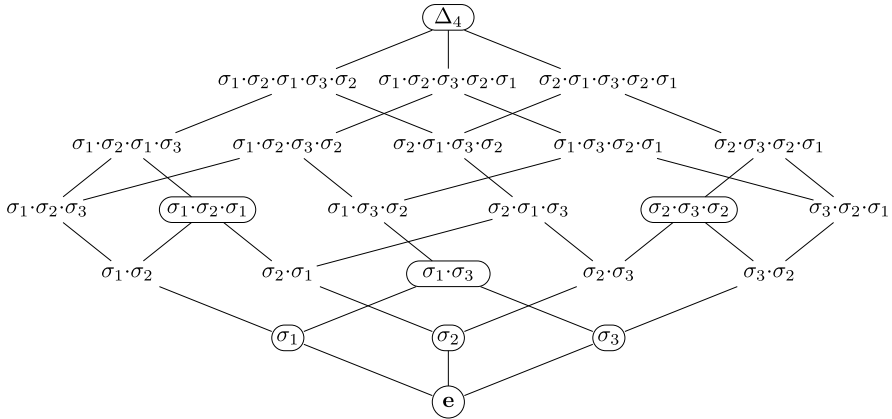 Δ₄
σ₁·σ₂·σ₁·σ₃·σ₂ σ₁·σ₂·σ₃·σ₂·σ₁ σ₂·σ₁·σ₃·σ₂·σ₁
σ₁·σ₂·σ₁·σ₃ σ₁·σ₂·σ₃·σ₂ σ₂·σ₁·σ₃·σ₂ σ₁·σ₃·σ₂·σ₁ σ₂·σ₃·σ₂·σ₁
σ₁·σ₂·σ₃ σ₁·σ₂·σ₁ σ₁·σ₃·σ₂ σ₂·σ₁·σ₃ σ₂·σ₃·σ₂ σ₃·σ₂·σ₁
σ₁·σ₂ σ₂·σ₁ σ₁·σ₃ σ₂·σ₃ σ₃·σ₂
σ₁ σ₂ σ₃
e